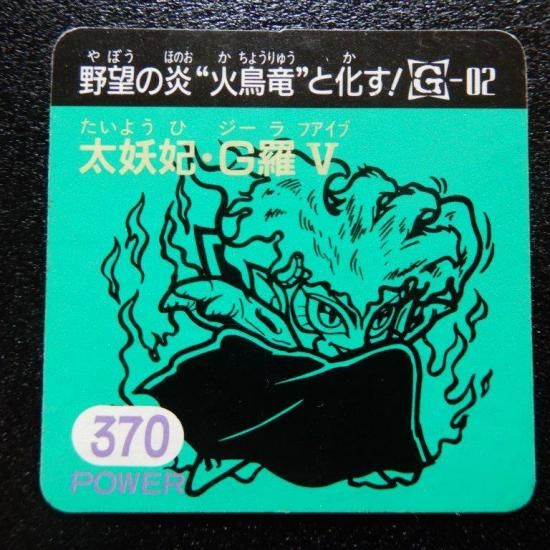 やぼう ほのお かちょうりゅう か
野望の炎“火鳥竜”と化す! G-02
たいようひ ジーラ フアイブ
太妖妃・G羅 V
370
POWER